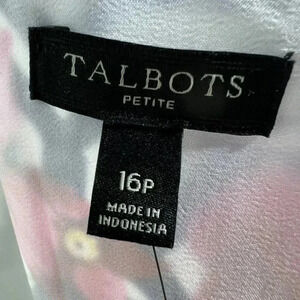 TALBOTS
PETITE
16P
MADE IN
INDONESIA